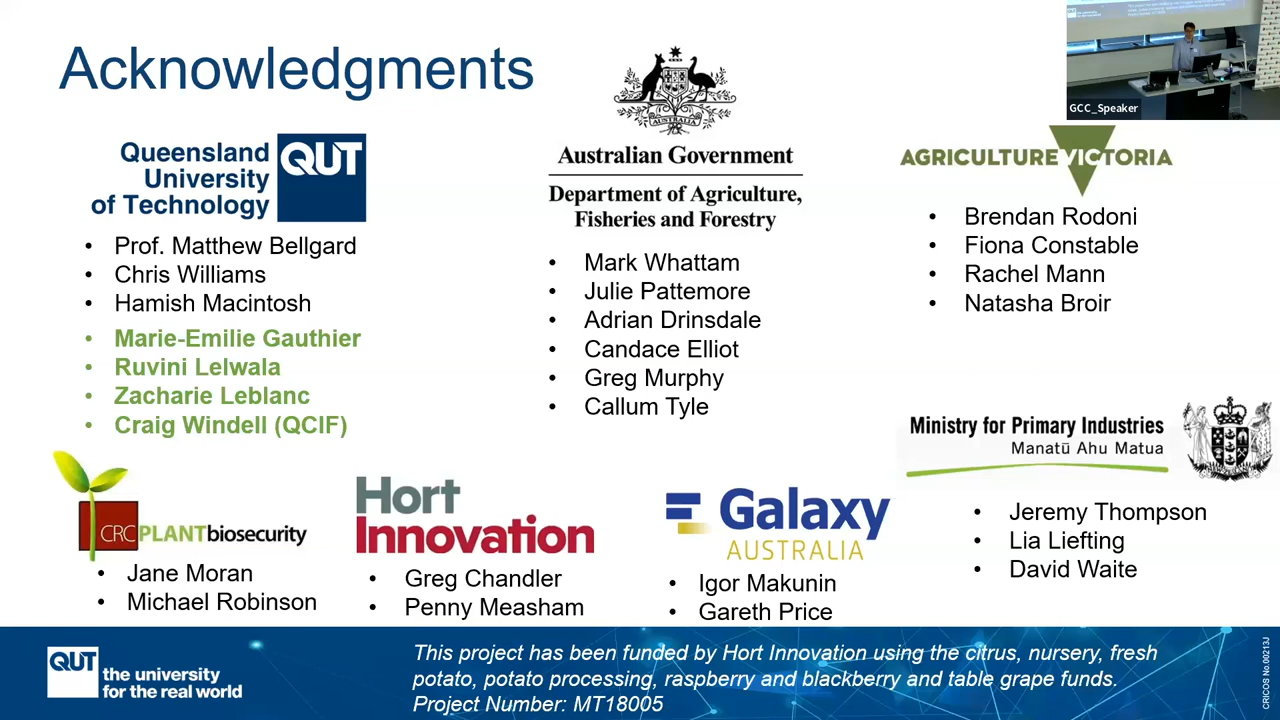 Acknowledgments
GCC_Speaker
Queensland
University
of Technology
QUT
Prof. Matthew Bellgard
Chris Williams
Hamish Macintosh
Marie-Emilie Gauthier
Ruvini Lelwala
Zacharie Leblanc
Craig Windell (QCIF)
AUSTRALIA
Australian Government
Department of Agriculture,
Fisheries and Forestry
Mark Whattam
Julie Pattemore
Adrian Drinsdale
Candace Elliot
Greg Murphy
Callum Tyle
AGRICULTURE VICTORIA
Brendan Rodoni
Fiona Constable
Rachel Mann
Natasha Broir
CRC PLANTbiosecurity
Jane Moran
Michael Robinson
Hort
Innovation
Greg Chandler
Penny Measham
Galaxy
AUSTRALIA
Igor Makunin
Gareth Price
Ministry for Primary Industries
Manatū Ahu Matua
Jeremy Thompson
Lia Liefting
David Waite
QUT
the university
for the real world
This project has been funded by Hort Innovation using the citrus, nursery, fresh
potato, potato processing, raspberry and blackberry and table grape funds.
Project Number: MT18005
CRICOS No.00213J